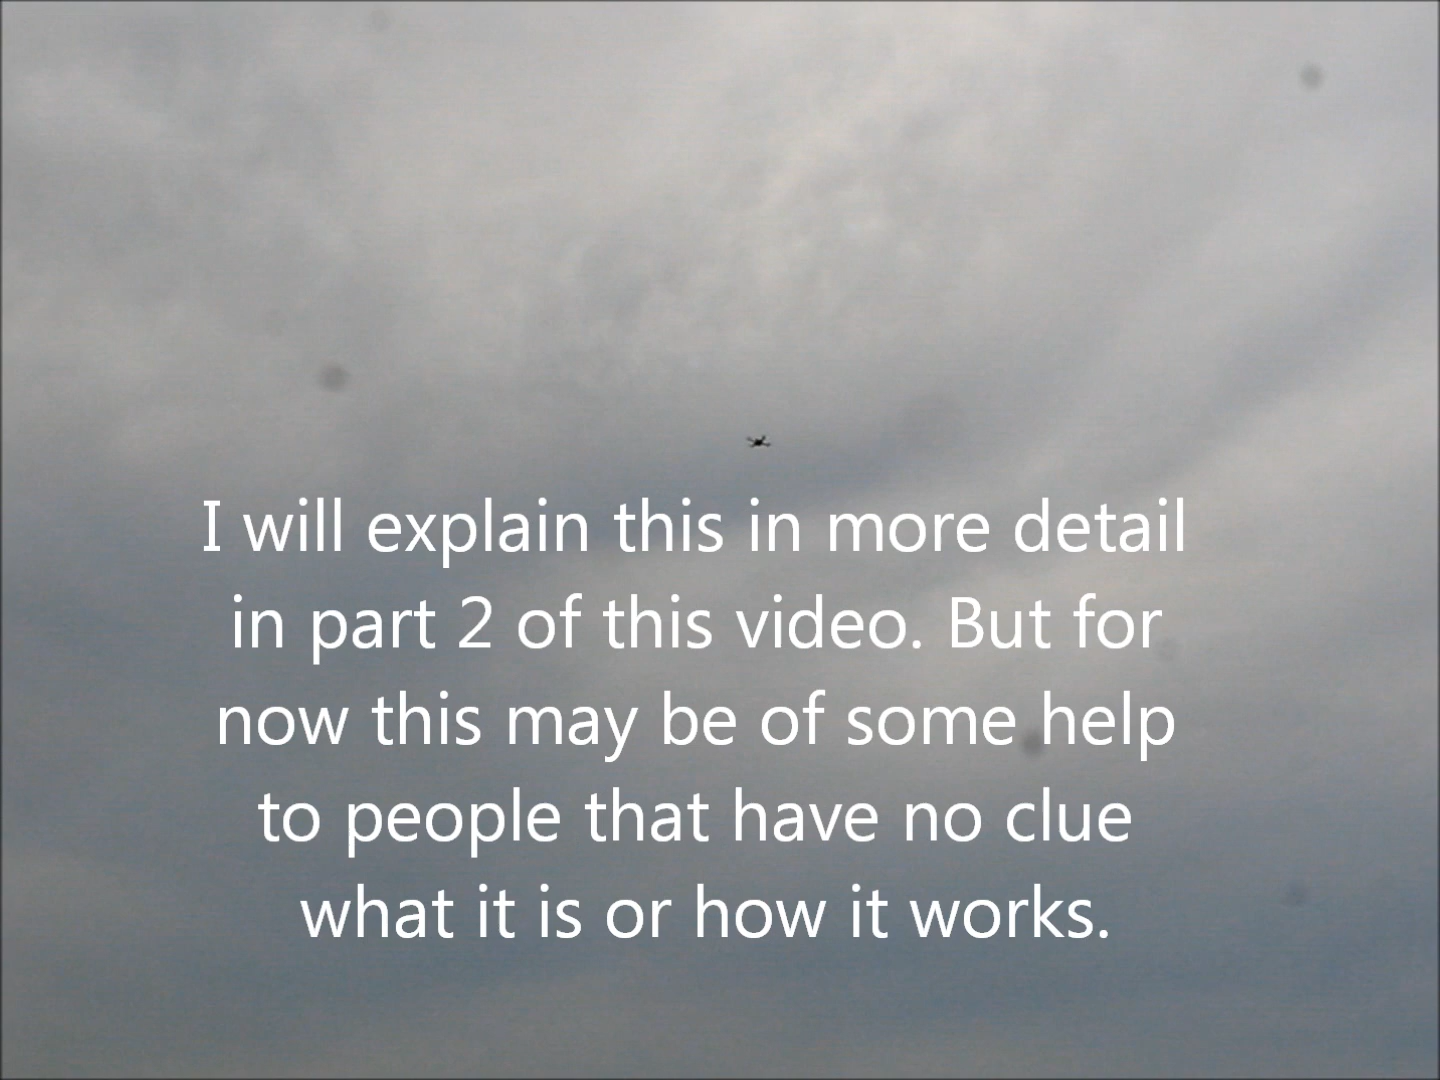 I will explain this in more detail
in part 2 of this video. But for
now this may be of some help
to people that have no clue
what it is or how it works.